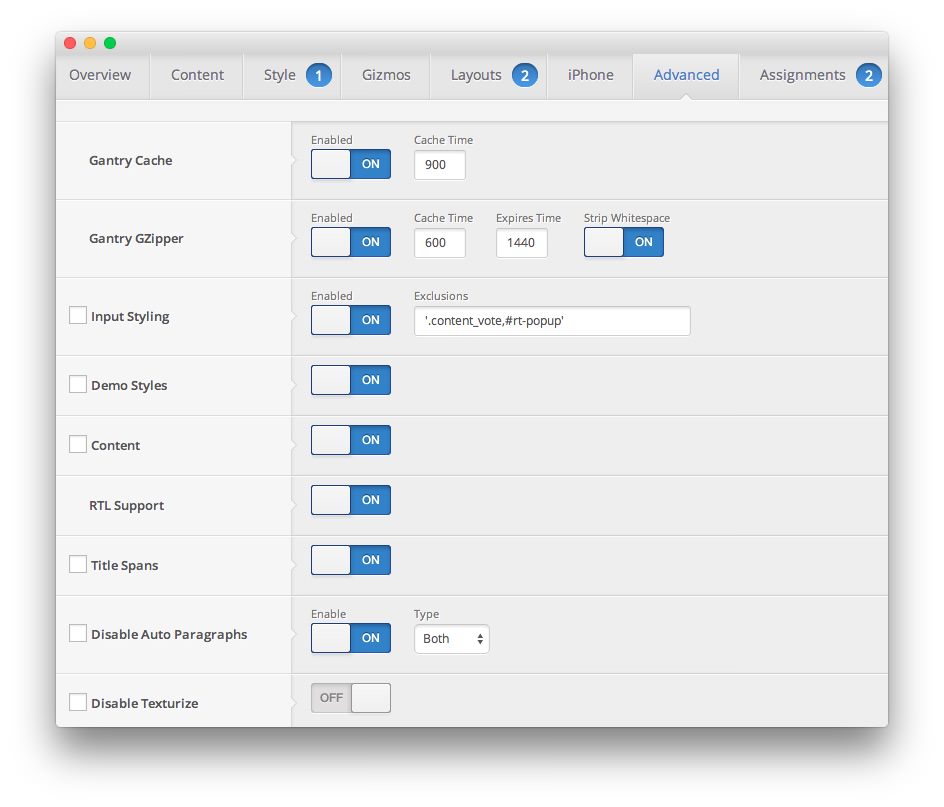 Overview Content Style 1 Gizmos Layouts 2 iPhone Advanced Assignments 2
Enabled Cache Time
Gantry Cache ON 900
Enabled Cache Time Expires Time Strip Whitespace
Gantry GZipper ON 600 1440 ON
Enabled Exclusions
Input Styling ON '.content_vote,#rt-popup'
Demo Styles ON
Content ON
RTL Support ON
Title Spans ON
Enable Type
Disable Auto Paragraphs ON Both
Disable Texturize OFF